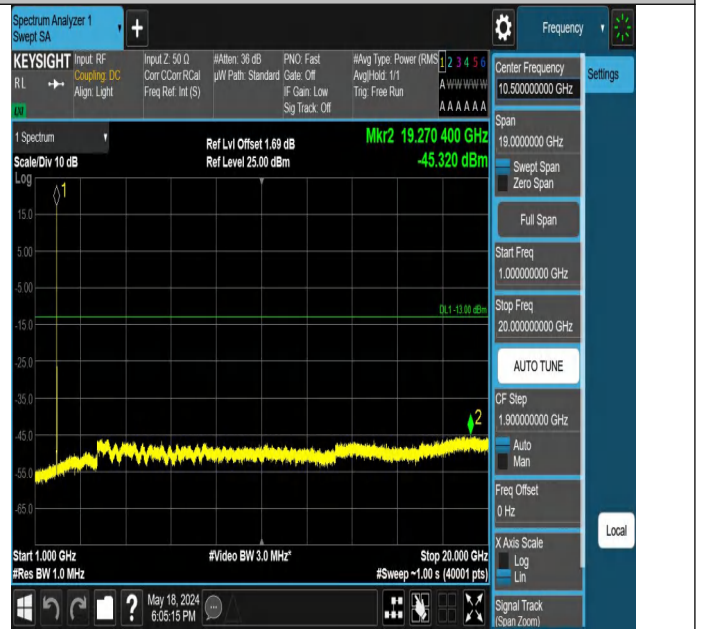 Spectrum Analyzer 1
Swept SA
+
Frequency
KEYSIGHT
RL
Input: RF
Coupling: DC
Align: Light
Input Z: 50 Ω
Corr CCorr RCal
Freq Ref: Int (S)
#Atten: 36 dB
µW Path: Standard
PNO: Fast
Gate: Off
IF Gain: Low
Sig Track: Off
#Avg Type: Power (RMS
Avg|Hold: 1/1
Trig: Free Run
1 2 3 4 5 6
A W W W W W
A A A A A A
1 Spectrum
Scale/Div 10 dB
Log
Ref Lvl Offset 1.69 dB
Ref Level 25.00 dBm
Mkr2 19.270 400 GHz
-45.320 dBm
1
15.0
5.00
-5.00
DL1 -13.00 dBm
-15.0
-25.0
-35.0
2
-45.0
-55.0
-65.0
Start 1.000 GHz
#Res BW 1.0 MHz
#Video BW 3.0 MHz*
Stop 20.000 GHz
#Sweep ~1.00 s (40001 pts)
Center Frequency
10.500000000 GHz
Settings
Span
19.0000000 GHz
Swept Span
Zero Span
Full Span
Start Freq
1.000000000 GHz
Stop Freq
20.000000000 GHz
AUTO TUNE
CF Step
1.900000000 GHz
Auto
Man
Freq Offset
0 Hz
Local
X Axis Scale
Log
Lin
Signal Track
(Span Zoom)
?
May 18, 2024
6:05:15 PM